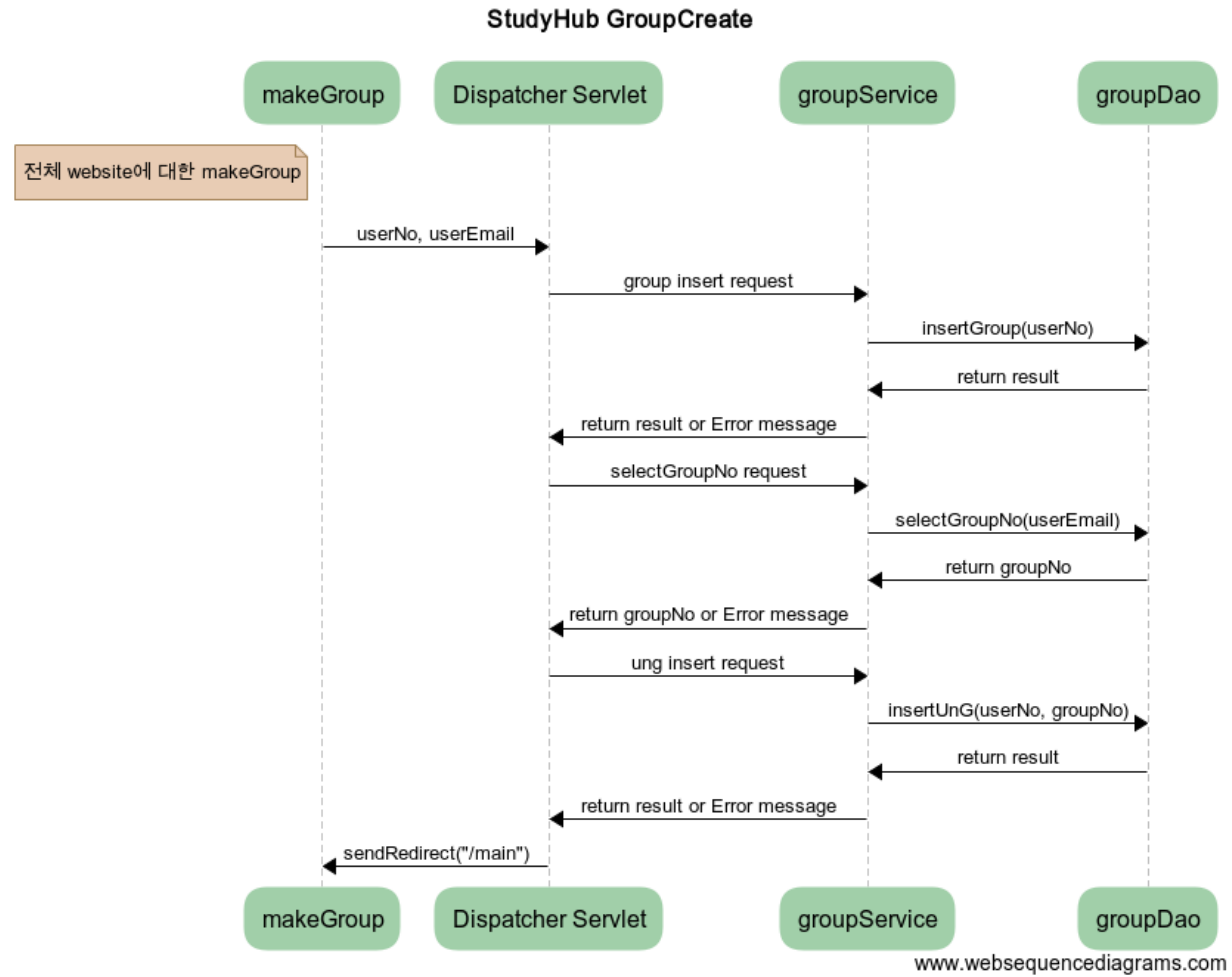 StudyHub GroupCreate
makeGroup
Dispatcher Servlet
groupService
groupDao
전체 website에 대한 makeGroup
userNo, userEmail
group insert request
insertGroup(userNo)
return result
return result or Error message
selectGroupNo request
selectGroupNo(userEmail)
return groupNo
return groupNo or Error message
ung insert request
insertUnG(userNo, groupNo)
return result
return result or Error message
sendRedirect("/main")
makeGroup
Dispatcher Servlet
groupService
groupDao
www.websequencediagrams.com